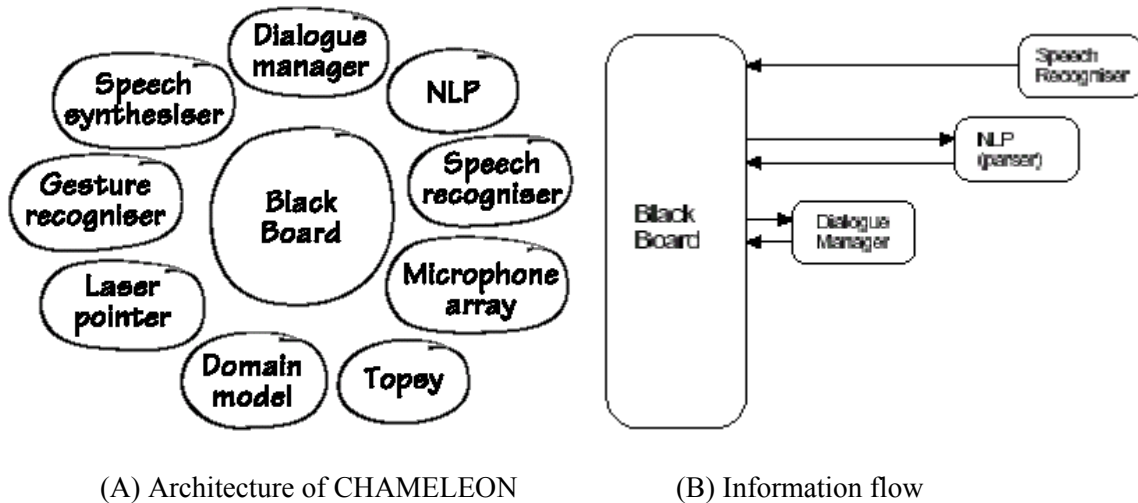 Dialogue
manager
NLP
Speech
synthesiser
Speech
recogniser
Gesture
recogniser
Black
Board
Microphone
array
Laser
pointer
Domain
model
Topsy
Speech
Recogniser
NLP
(parser)
Black
Board
Dialogue
Manager
(A) Architecture of CHAMELEON
(B) Information flow